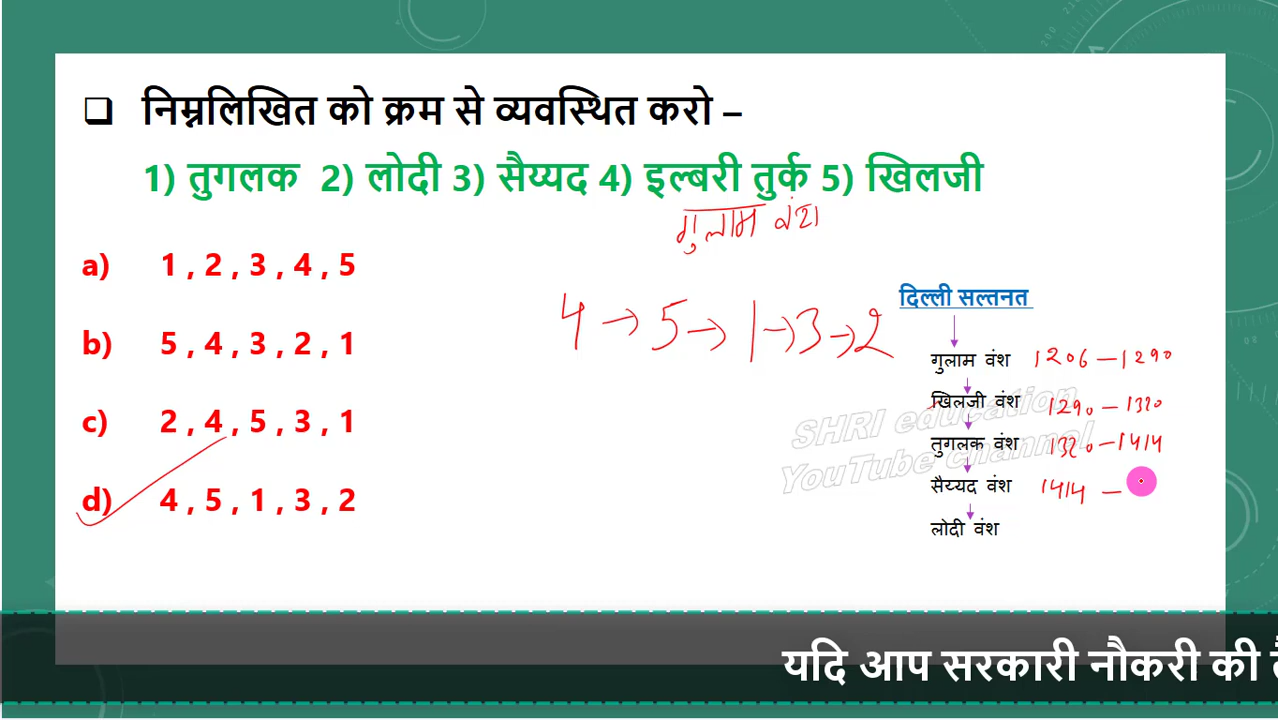 ❑ निम्नलिखित को क्रम से व्यवस्थित करो –
1) तुगलक 2) लोदी 3) सैय्यद 4) इल्बरी तुर्क 5) खिलजी
गुलाम वंश
a) 1 , 2 , 3 , 4 , 5
b) 5 , 4 , 3 , 2 , 1
c) 2 , 4 , 5 , 3 , 1
d) 4 , 5 , 1 , 3 , 2
4 → 5 → 1 → 3 → 2
दिल्ली सल्तनत
गुलाम वंश 1206 – 1290
खिलजी वंश 1290 – 1320
तुगलक वंश 1320 – 1414
सैय्यद वंश 1414 –
लोदी वंश
SHRI education
YouTube channel
यदि आप सरकारी नौकरी की